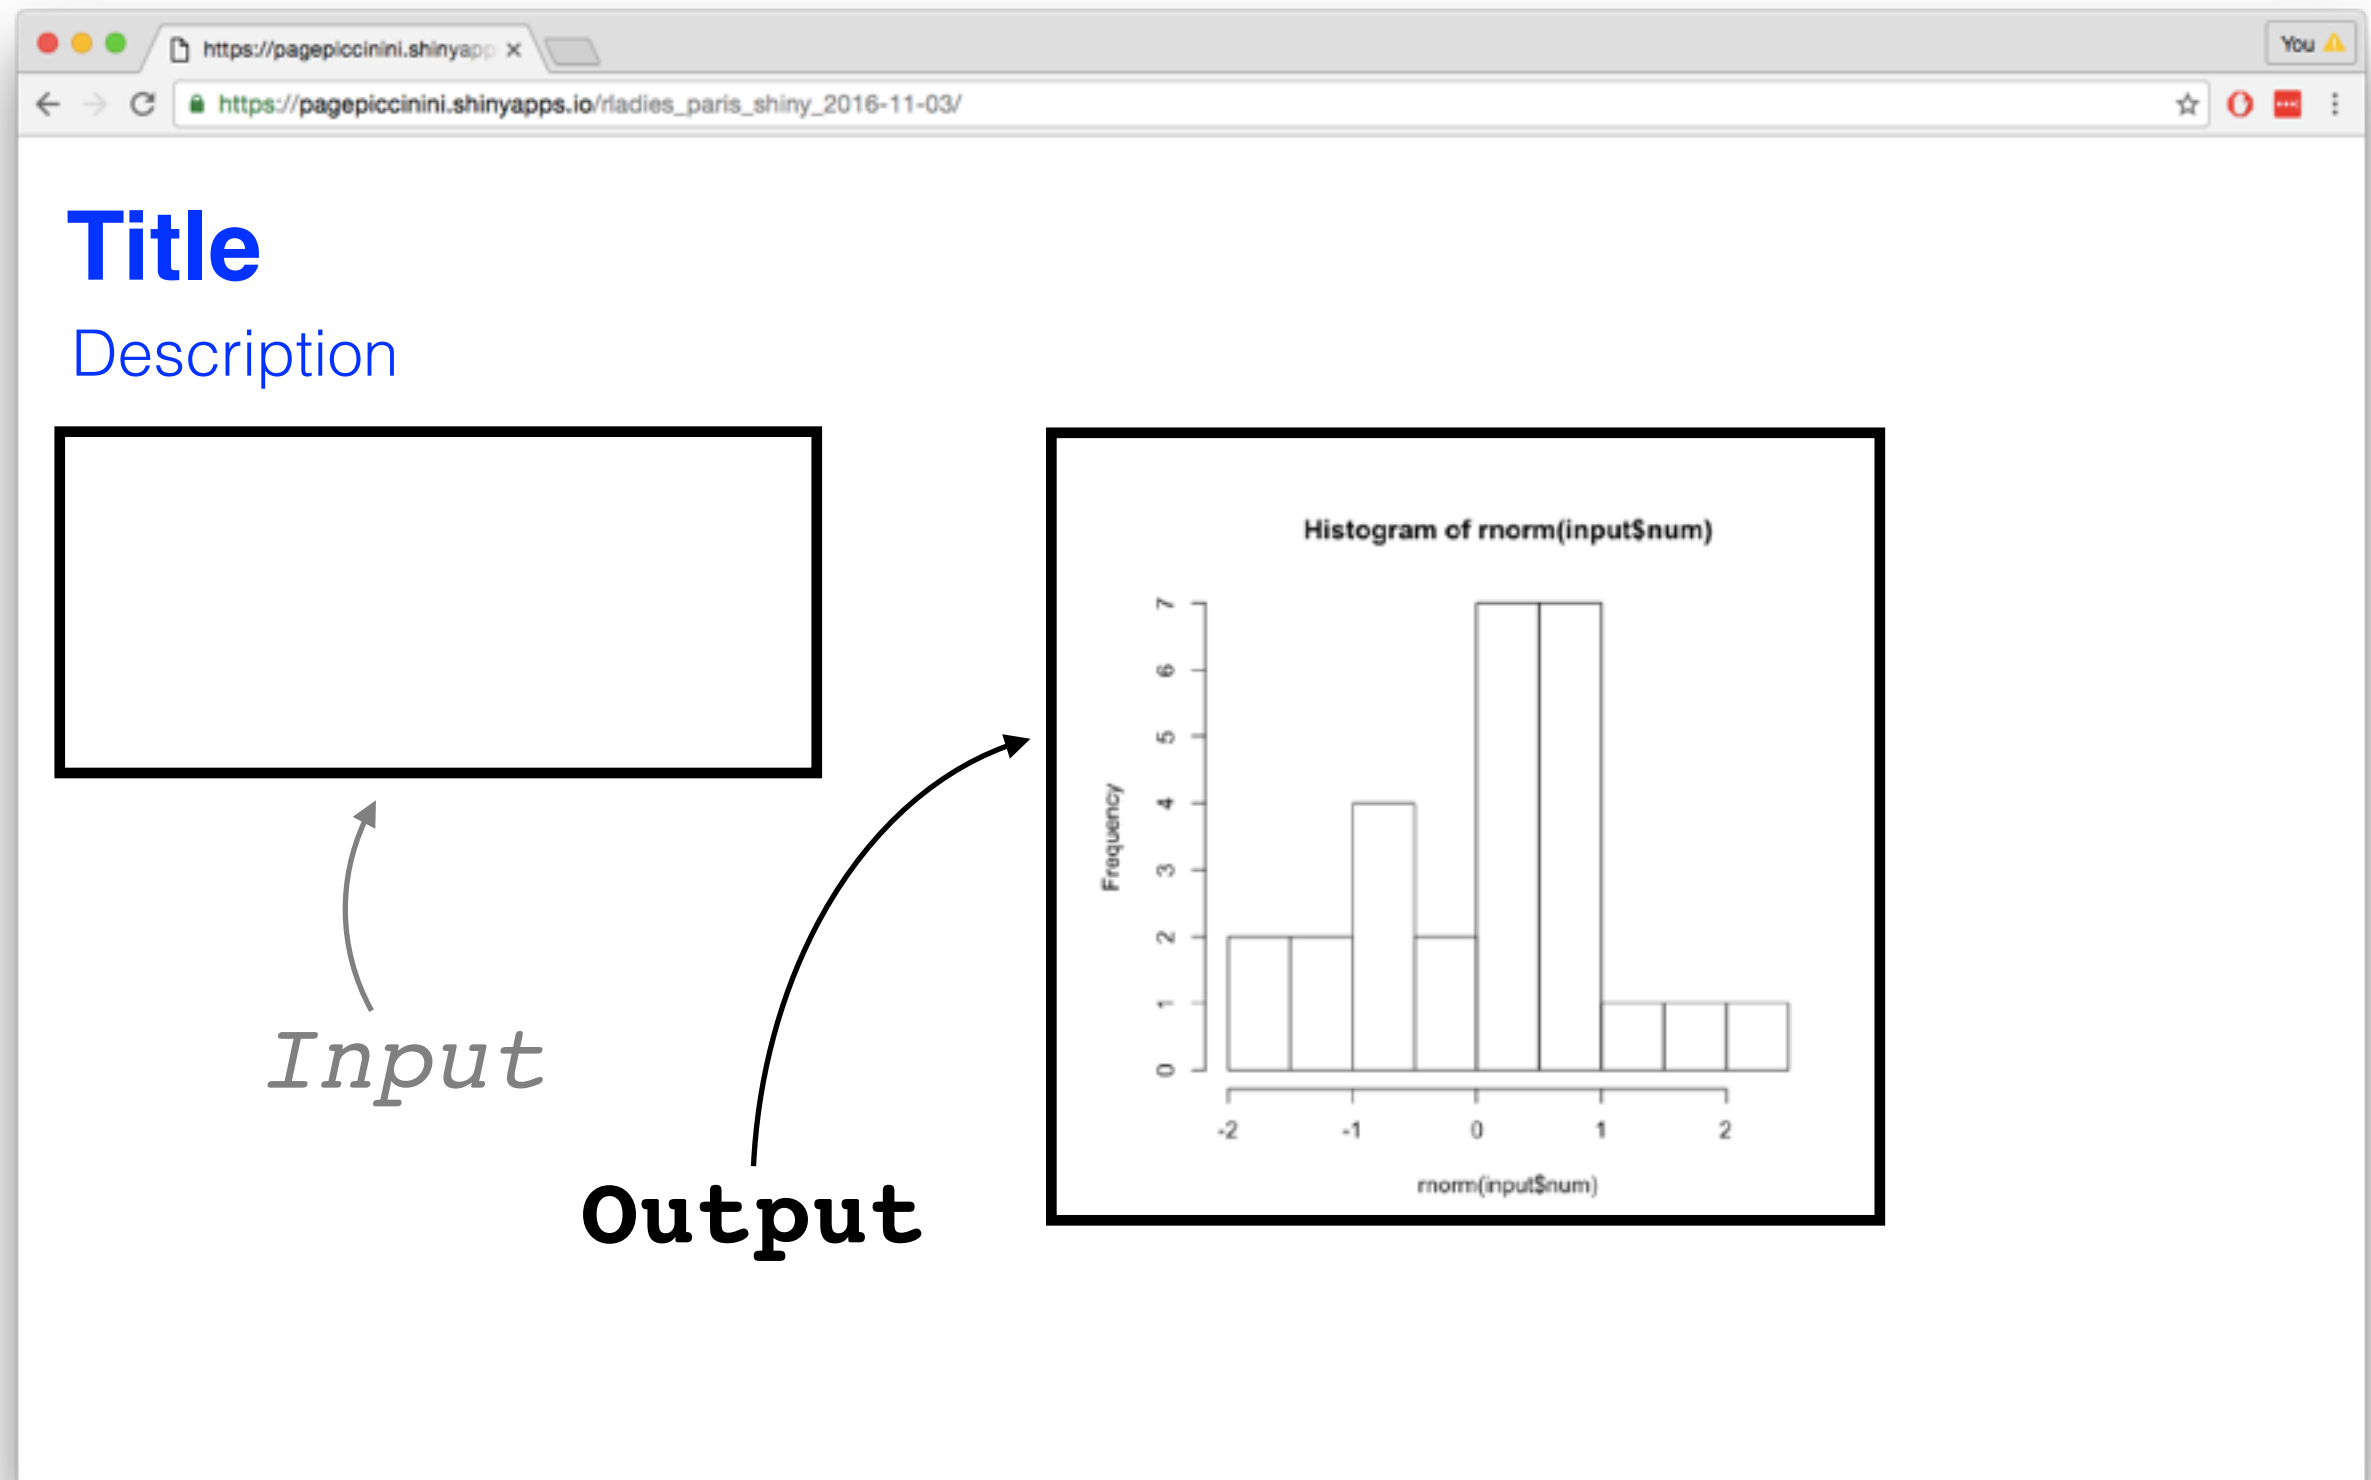 https://pagepiccinini.shinyapp
You
https://pagepiccinini.shinyapps.io/rladies_paris_shiny_2016-11-03/
Title
Description
Input
Output
Histogram of rnorm(input$num)
Frequency
7
6
5
4
3
2
1
0
-2 -1 0 1 2
rnorm(input$num)